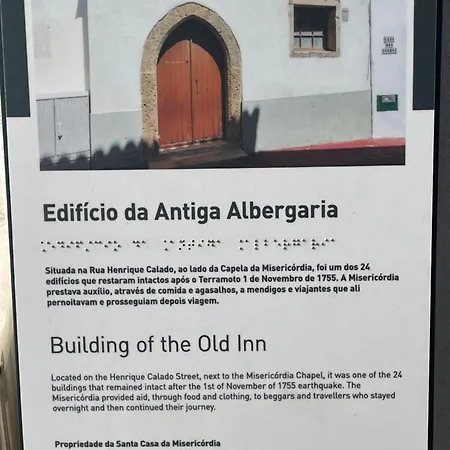 Edifício da Antiga Albergaria
Situada na Rua Henrique Calado, ao lado da Capela da Misericórdia, foi um dos 24
edifícios que restaram intactos após o Terramoto 1 de Novembro de 1755. A Misericórdia
prestava auxílio, através de comida e agasalhos, a mendigos e viajantes que ali
pernoitavam e prosseguiam depois viagem.
Building of the Old Inn
Located on the Henrique Calado Street, next to the Misericórdia Chapel, it was one of the 24
buildings that remained intact after the 1st of November of 1755 earthquake. The
Misericórdia provided aid, through food and clothing, to beggars and travellers who stayed
overnight and then continued their journey.
Propriedade da Santa Casa da Misericórdia